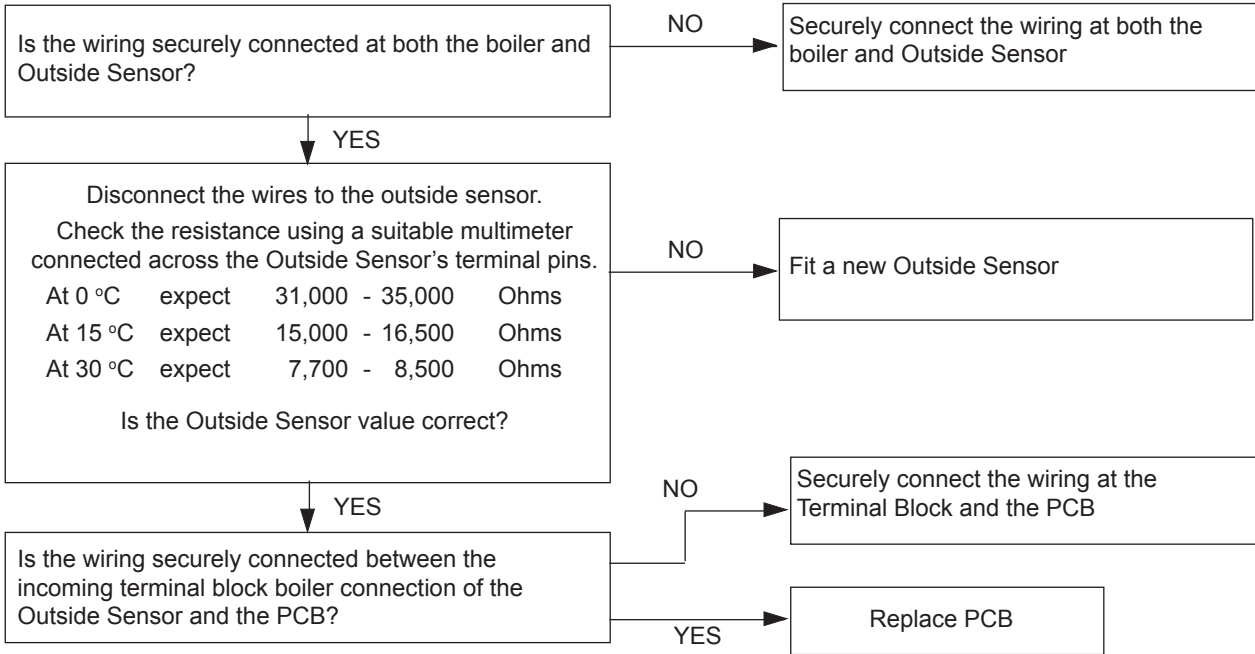 Is the wiring securely connected at both the boiler and
Outside Sensor?
NO
Securely connect the wiring at both the
boiler and Outside Sensor
YES
Disconnect the wires to the outside sensor.
Check the resistance using a suitable multimeter
connected across the Outside Sensor’s terminal pins.
At 0 °C expect 31,000 - 35,000 Ohms
At 15 °C expect 15,000 - 16,500 Ohms
At 30 °C expect 7,700 - 8,500 Ohms
Is the Outside Sensor value correct?
NO
Fit a new Outside Sensor
YES
Is the wiring securely connected between the
incoming terminal block boiler connection of the
Outside Sensor and the PCB?
NO
Securely connect the wiring at the
Terminal Block and the PCB
YES
Replace PCB